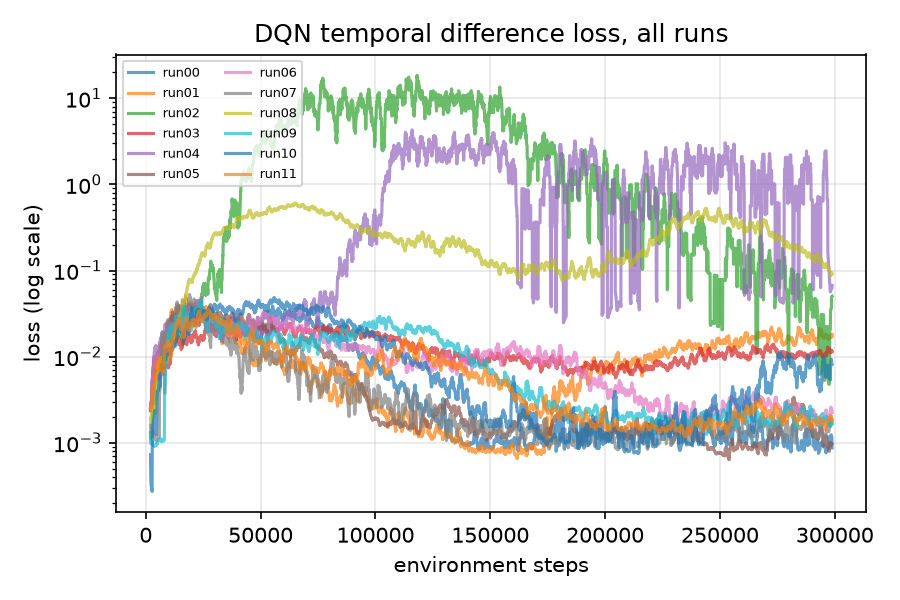 DQN temporal difference loss, all runs
run00
run01
run02
run03
run04
run05
run06
run07
run08
run09
run10
run11
loss (log scale)
10¹
10⁰
10⁻¹
10⁻²
10⁻³
0 50000 100000 150000 200000 250000 300000
environment steps